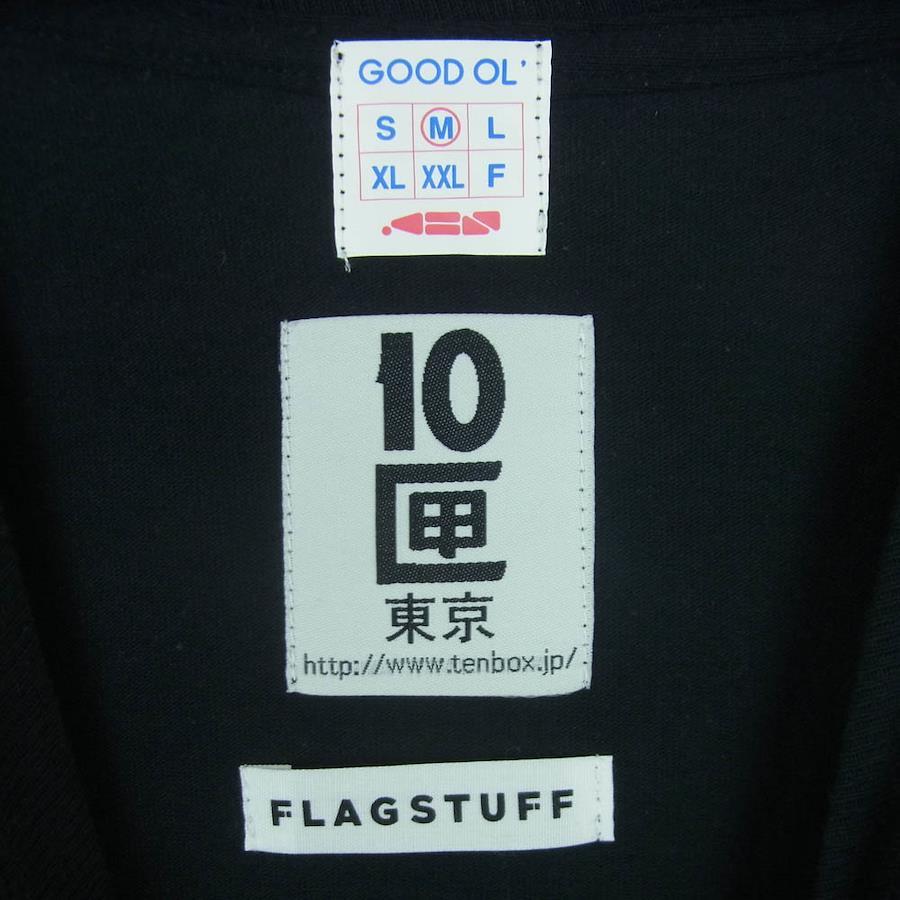 GOOD OL'
S M L
XL XXL F
10
匣
東京
http://www.tenbox.jp/
FLAGSTUFF